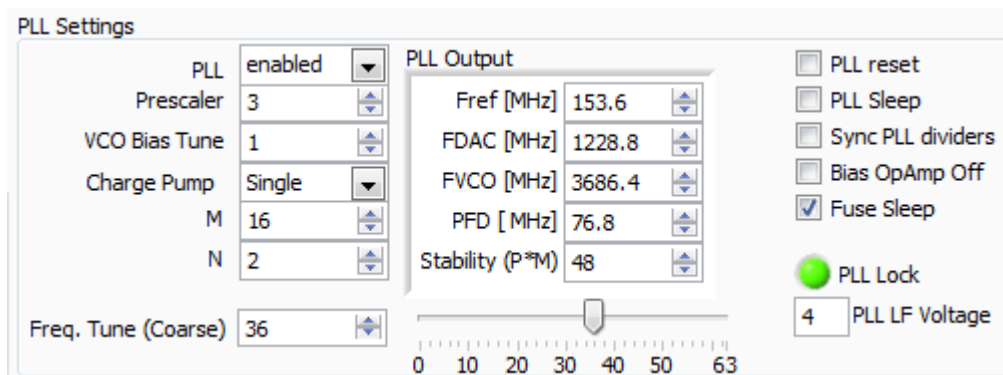 PLL Settings
PLL enabled
Prescaler 3
VCO Bias Tune 1
Charge Pump Single
M 16
N 2
Freq. Tune (Coarse) 36
PLL Output
Fref [MHz] 153.6
FDAC [MHz] 1228.8
FVCO [MHz] 3686.4
PFD [ MHz] 76.8
Stability (P*M) 48
0 10 20 30 40 50 63
PLL reset
PLL Sleep
Sync PLL dividers
Bias OpAmp Off
Fuse Sleep
PLL Lock
4 PLL LF Voltage